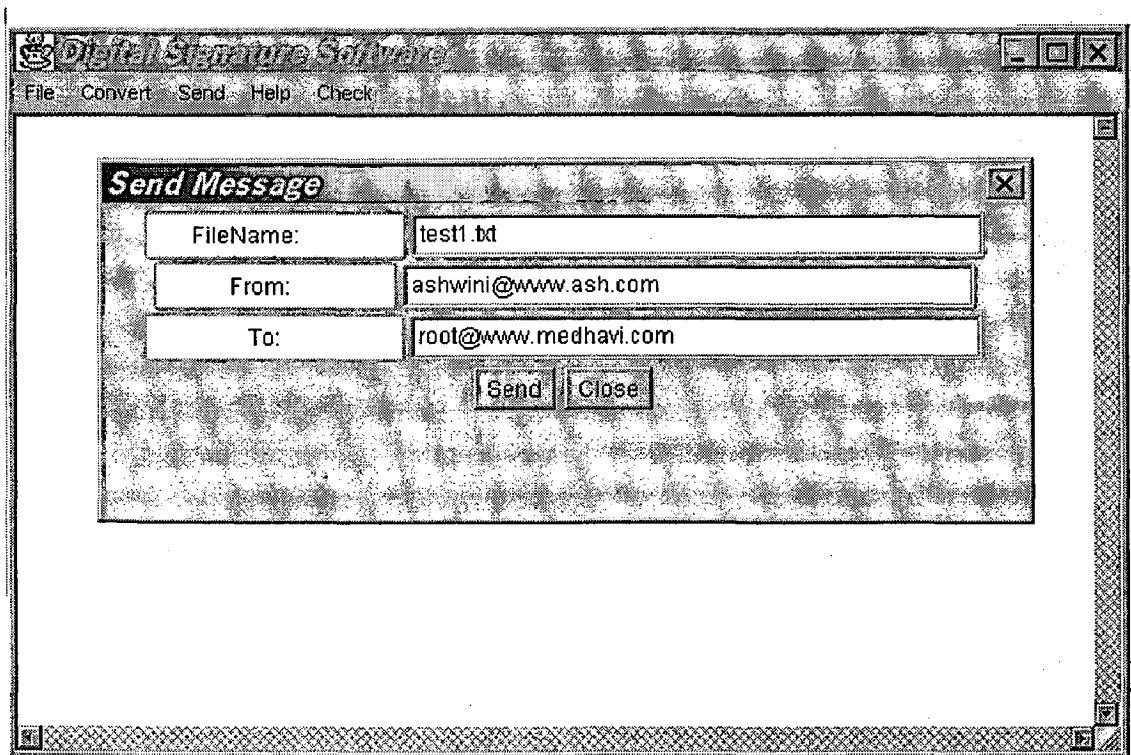 Digital Signature Software
File Convert Send Help Check
Send Message
FileName: test1.txt
From: ashwini@www.ash.com
To: root@www.medhavi.com
Send Close